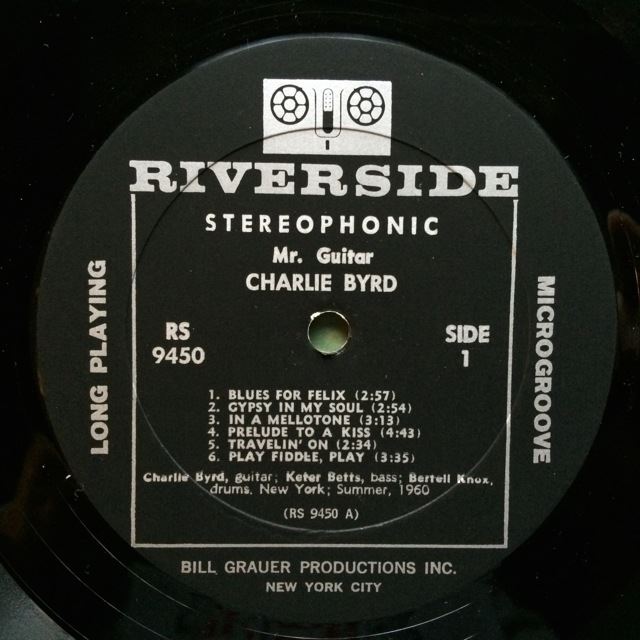 RIVERSIDE
STEREOPHONIC
Mr. Guitar
CHARLIE BYRD
LONG PLAYING
MICROGROOVE
RS
9450
SIDE
1
1. BLUES FOR FELIX (2:57)
2. GYPSY IN MY SOUL (2:54)
3. IN A MELLOTONE (3:13)
4. PRELUDE TO A KISS (4:43)
5. TRAVELIN' ON (2:34)
6. PLAY FIDDLE, PLAY (3:35)
Charlie Byrd, guitar; Keter Betts, bass; Bertell Knox,
drums. New York; Summer, 1960
(RS 9450 A)
BILL GRAUER PRODUCTIONS INC.
NEW YORK CITY